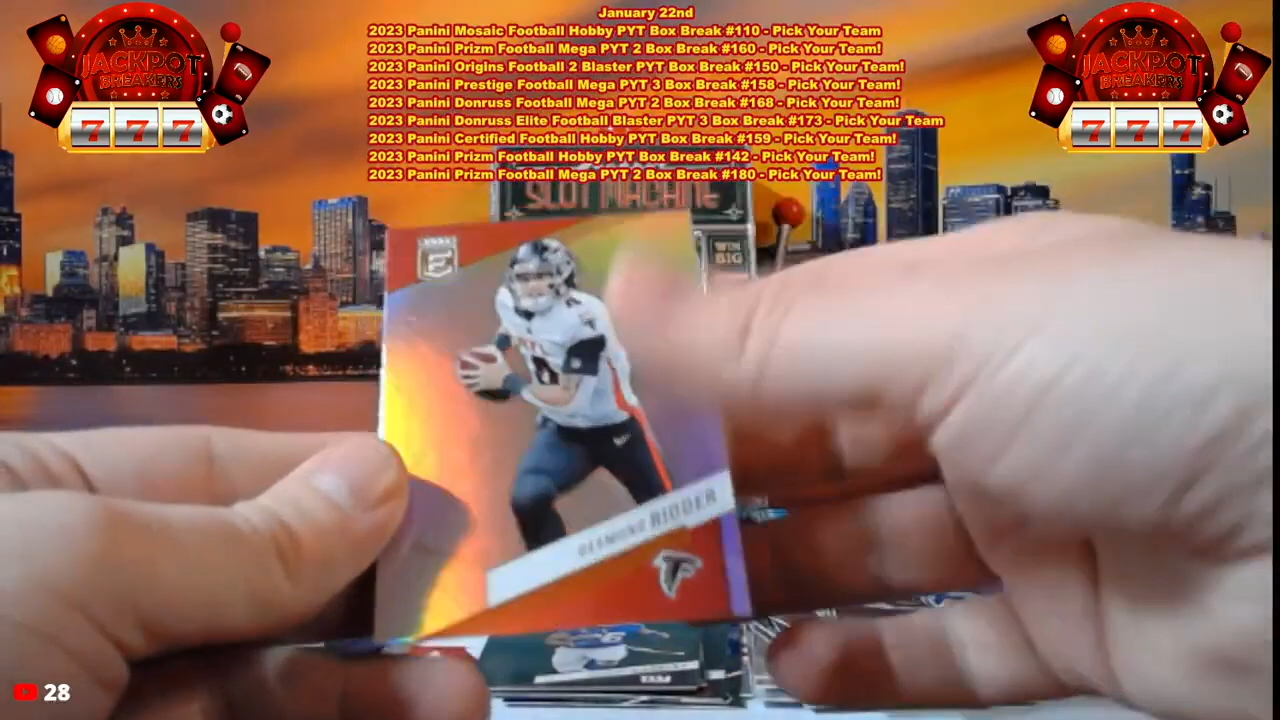 January 22nd
2023 Panini Mosaic Football Hobby PYT Box Break #110 - Pick Your Team
2023 Panini Prizm Football Mega PYT 2 Box Break #160 - Pick Your Team!
2023 Panini Origins Football 2 Blaster PYT Box Break #150 - Pick Your Team!
2023 Panini Prestige Football Mega PYT 3 Box Break #158 - Pick Your Team!
2023 Panini Donruss Football Mega PYT 2 Box Break #168 - Pick Your Team!
2023 Panini Donruss Elite Football Blaster PYT 3 Box Break #173 - Pick Your Team
2023 Panini Certified Football Hobby PYT Box Break #159 - Pick Your Team!
2023 Panini Prizm Football Hobby PYT Box Break #142 - Pick Your Team!
2023 Panini Prizm Football Mega PYT 2 Box Break #180 - Pick Your Team!
JACKPOT
BREAKERS
7 7 7
JACKPOT
BREAKERS
7 7 7
SLOT MACHINE
WIN
BIG
E
DESMOND RIDDER
28